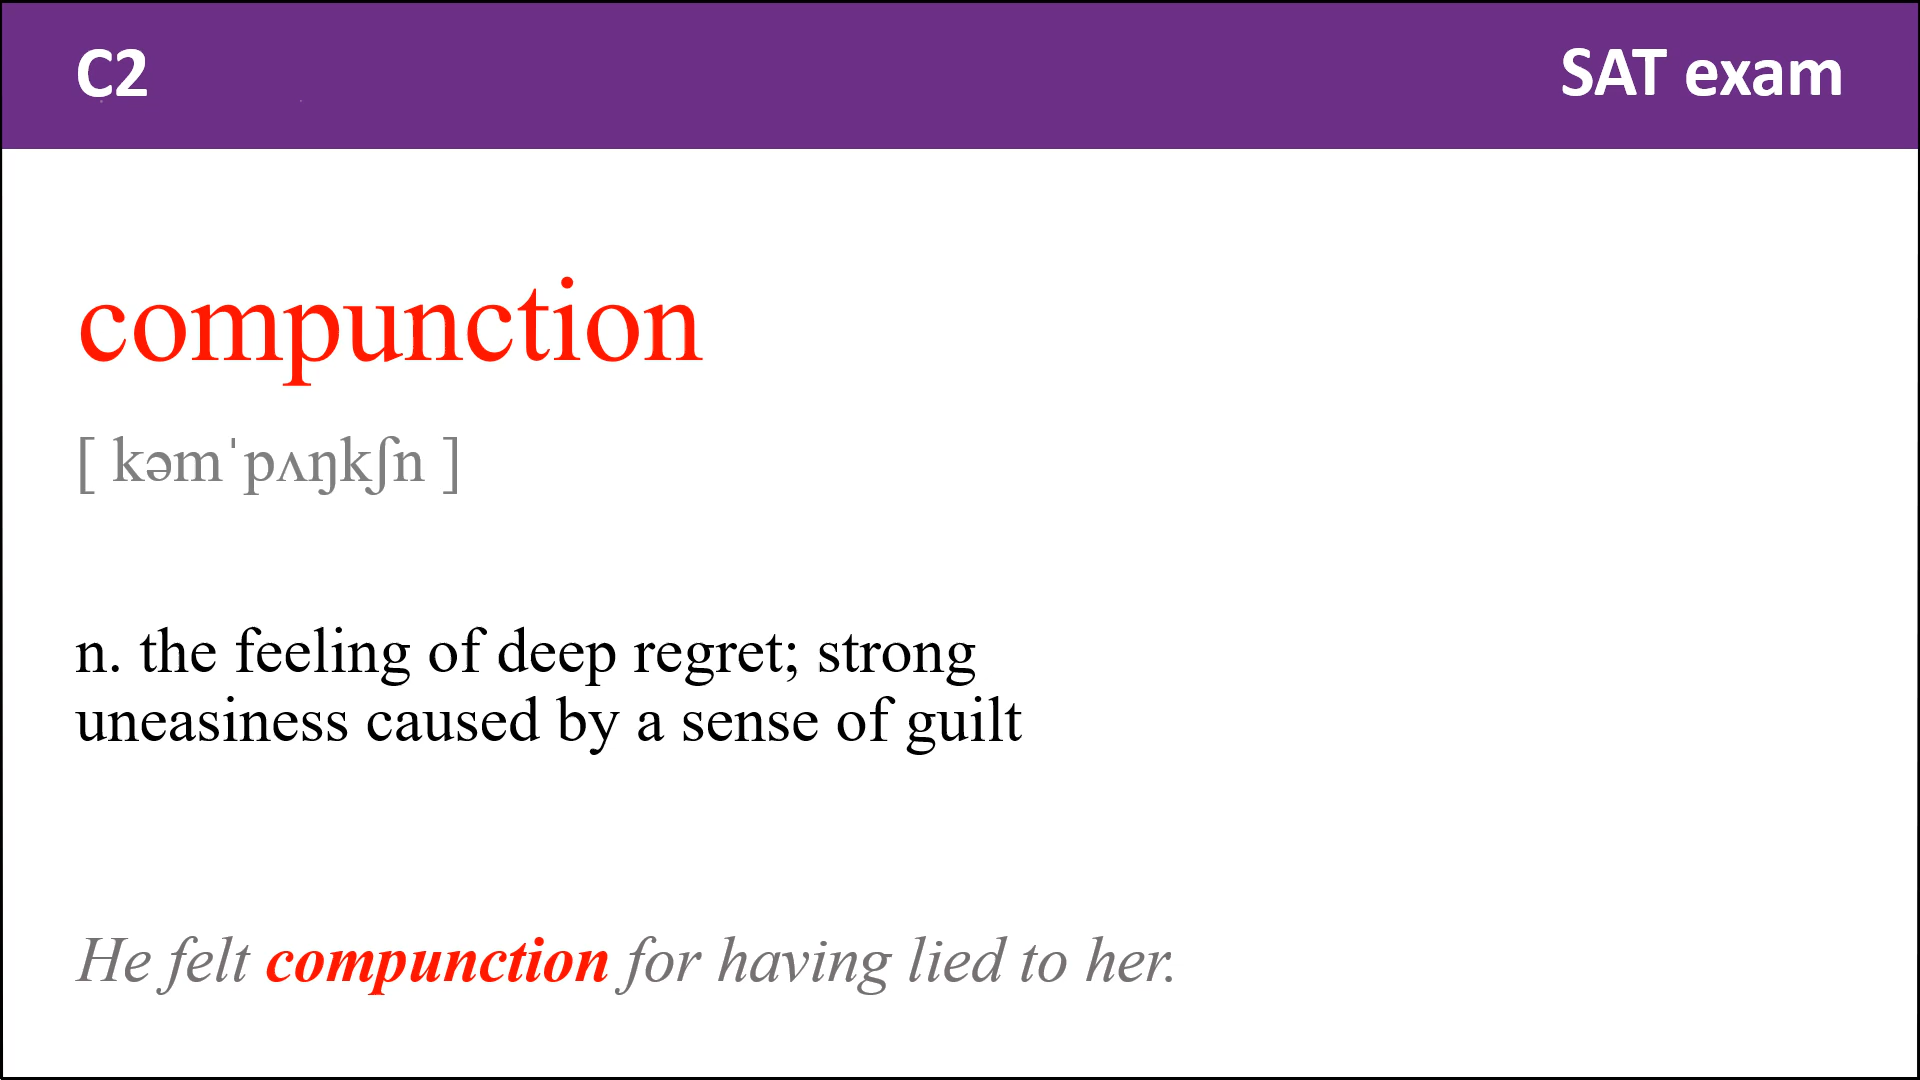 C2
SAT exam
compunction
[ kəmˈpʌŋkʃn ]
n. the feeling of deep regret; strong
uneasiness caused by a sense of guilt
He felt compunction for having lied to her.